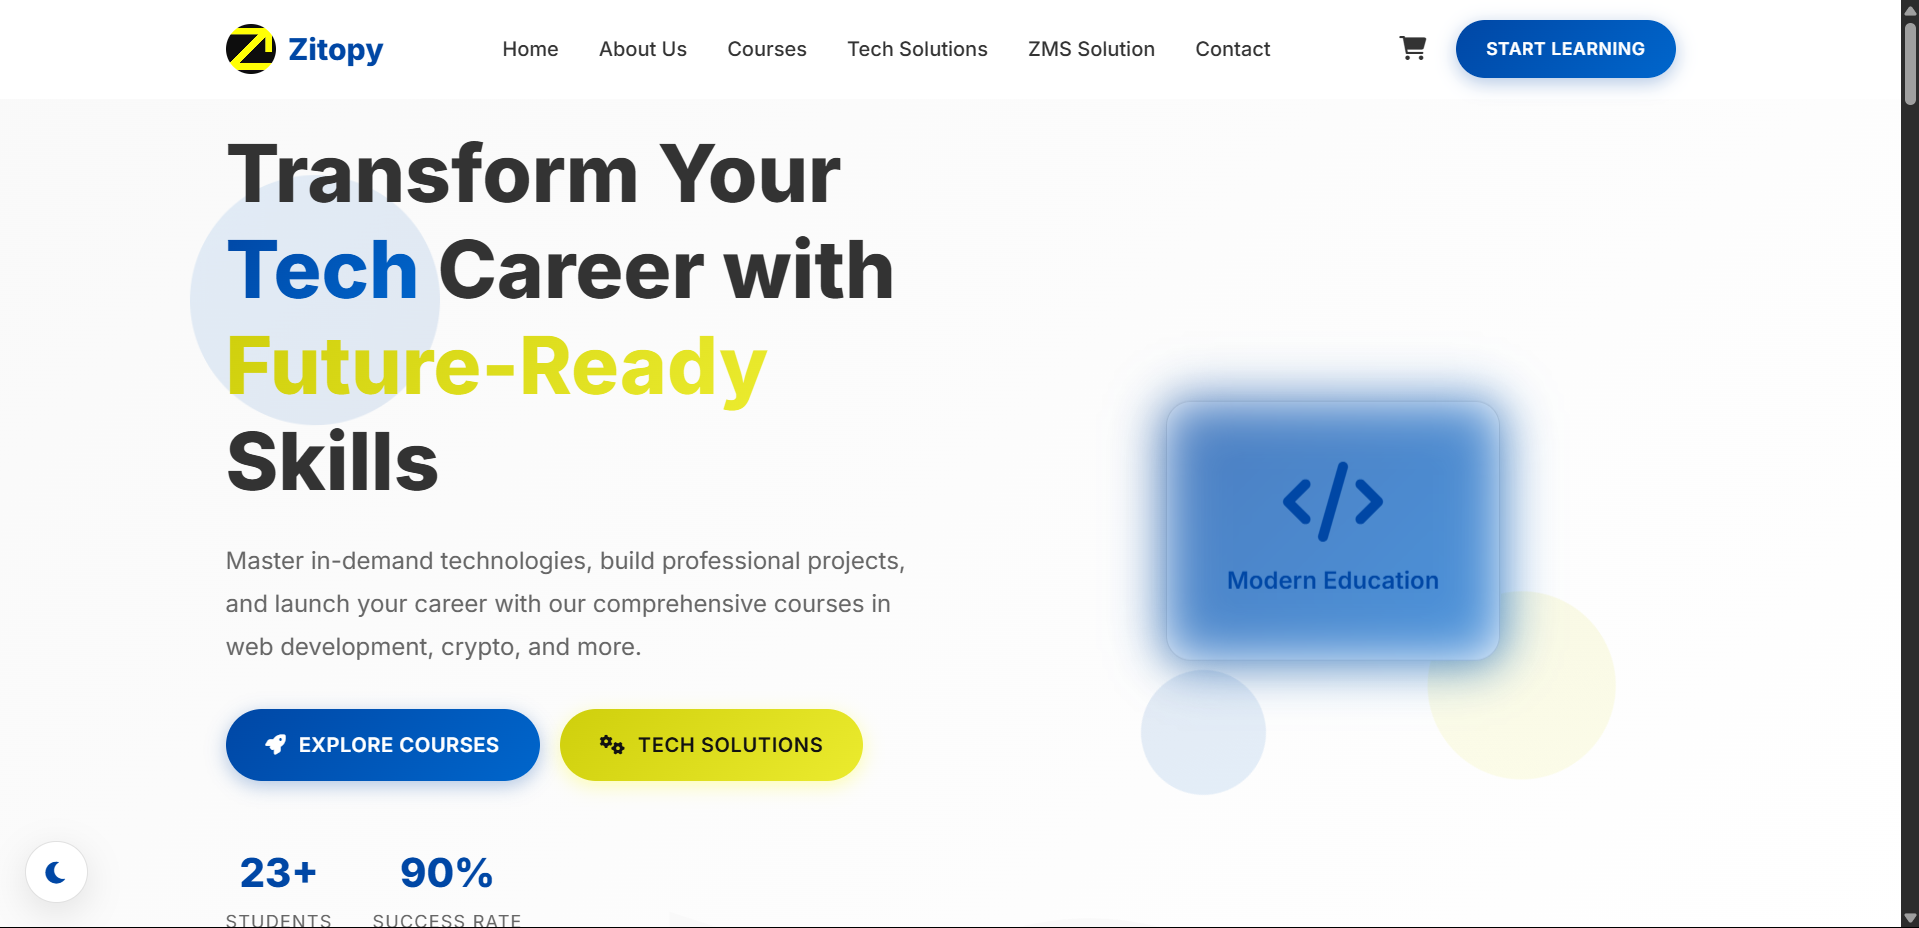 Zitopy
Home
About Us
Courses
Tech Solutions
ZMS Solution
Contact
START LEARNING
Transform Your
Tech Career with
Future-Ready
Skills
Master in-demand technologies, build professional projects,
and launch your career with our comprehensive courses in
web development, crypto, and more.
EXPLORE COURSES
TECH SOLUTIONS
23+
STUDENTS
90%
SUCCESS RATE
</>
Modern Education